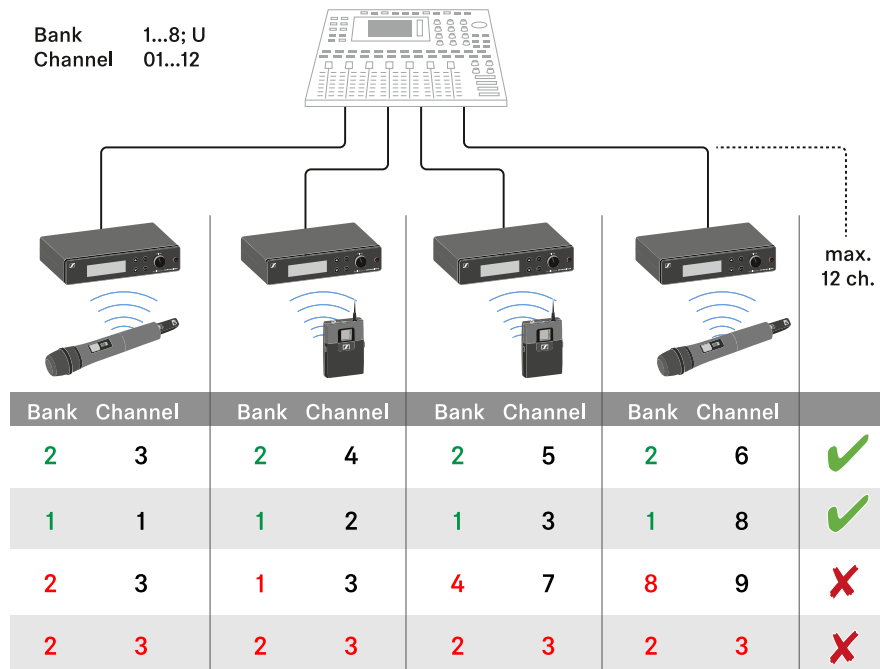 Bank 1...8; U
Channel 01...12
max.
12 ch.
Bank Channel Bank Channel Bank Channel Bank Channel
2 3 2 4 2 5 2 6
1 1 1 2 1 3 1 8
2 3 1 3 4 7 8 9
2 3 2 3 2 3 2 3